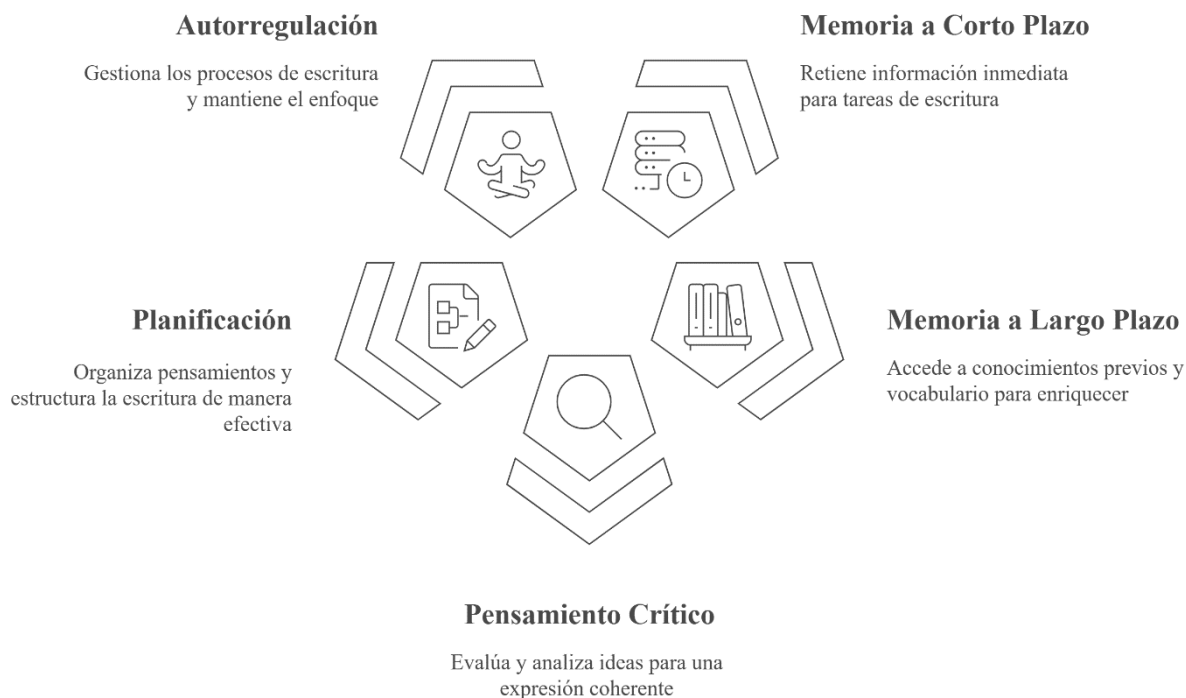 Autorregulación
Gestiona los procesos de escritura
y mantiene el enfoque
Memoria a Corto Plazo
Retiene información inmediata
para tareas de escritura
Planificación
Organiza pensamientos y
estructura la escritura de manera
efectiva
Memoria a Largo Plazo
Accede a conocimientos previos y
vocabulario para enriquecer
Pensamiento Crítico
Evalúa y analiza ideas para una
expresión coherente